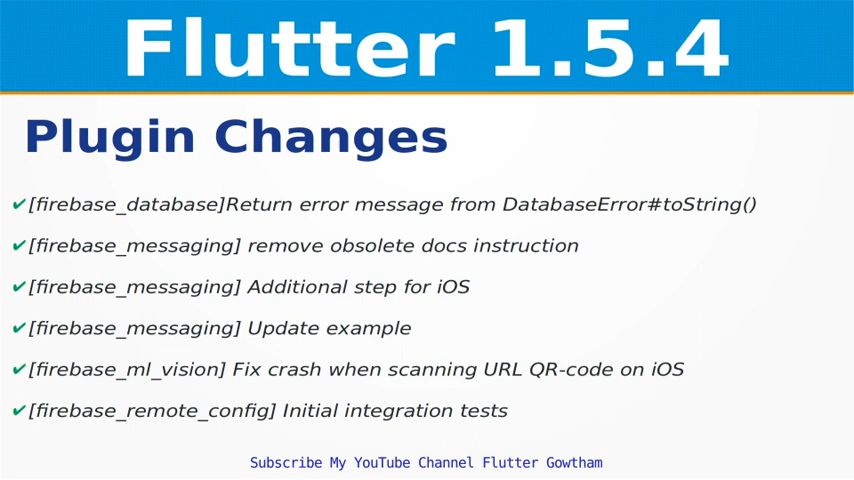 Flutter 1.5.4
Plugin Changes
✔[firebase_database]Return error message from DatabaseError#toString()
✔[firebase_messaging] remove obsolete docs instruction
✔[firebase_messaging] Additional step for iOS
✔[firebase_messaging] Update example
✔[firebase_ml_vision] Fix crash when scanning URL QR-code on iOS
✔[firebase_remote_config] Initial integration tests
Subscribe My YouTube Channel Flutter Gowtham